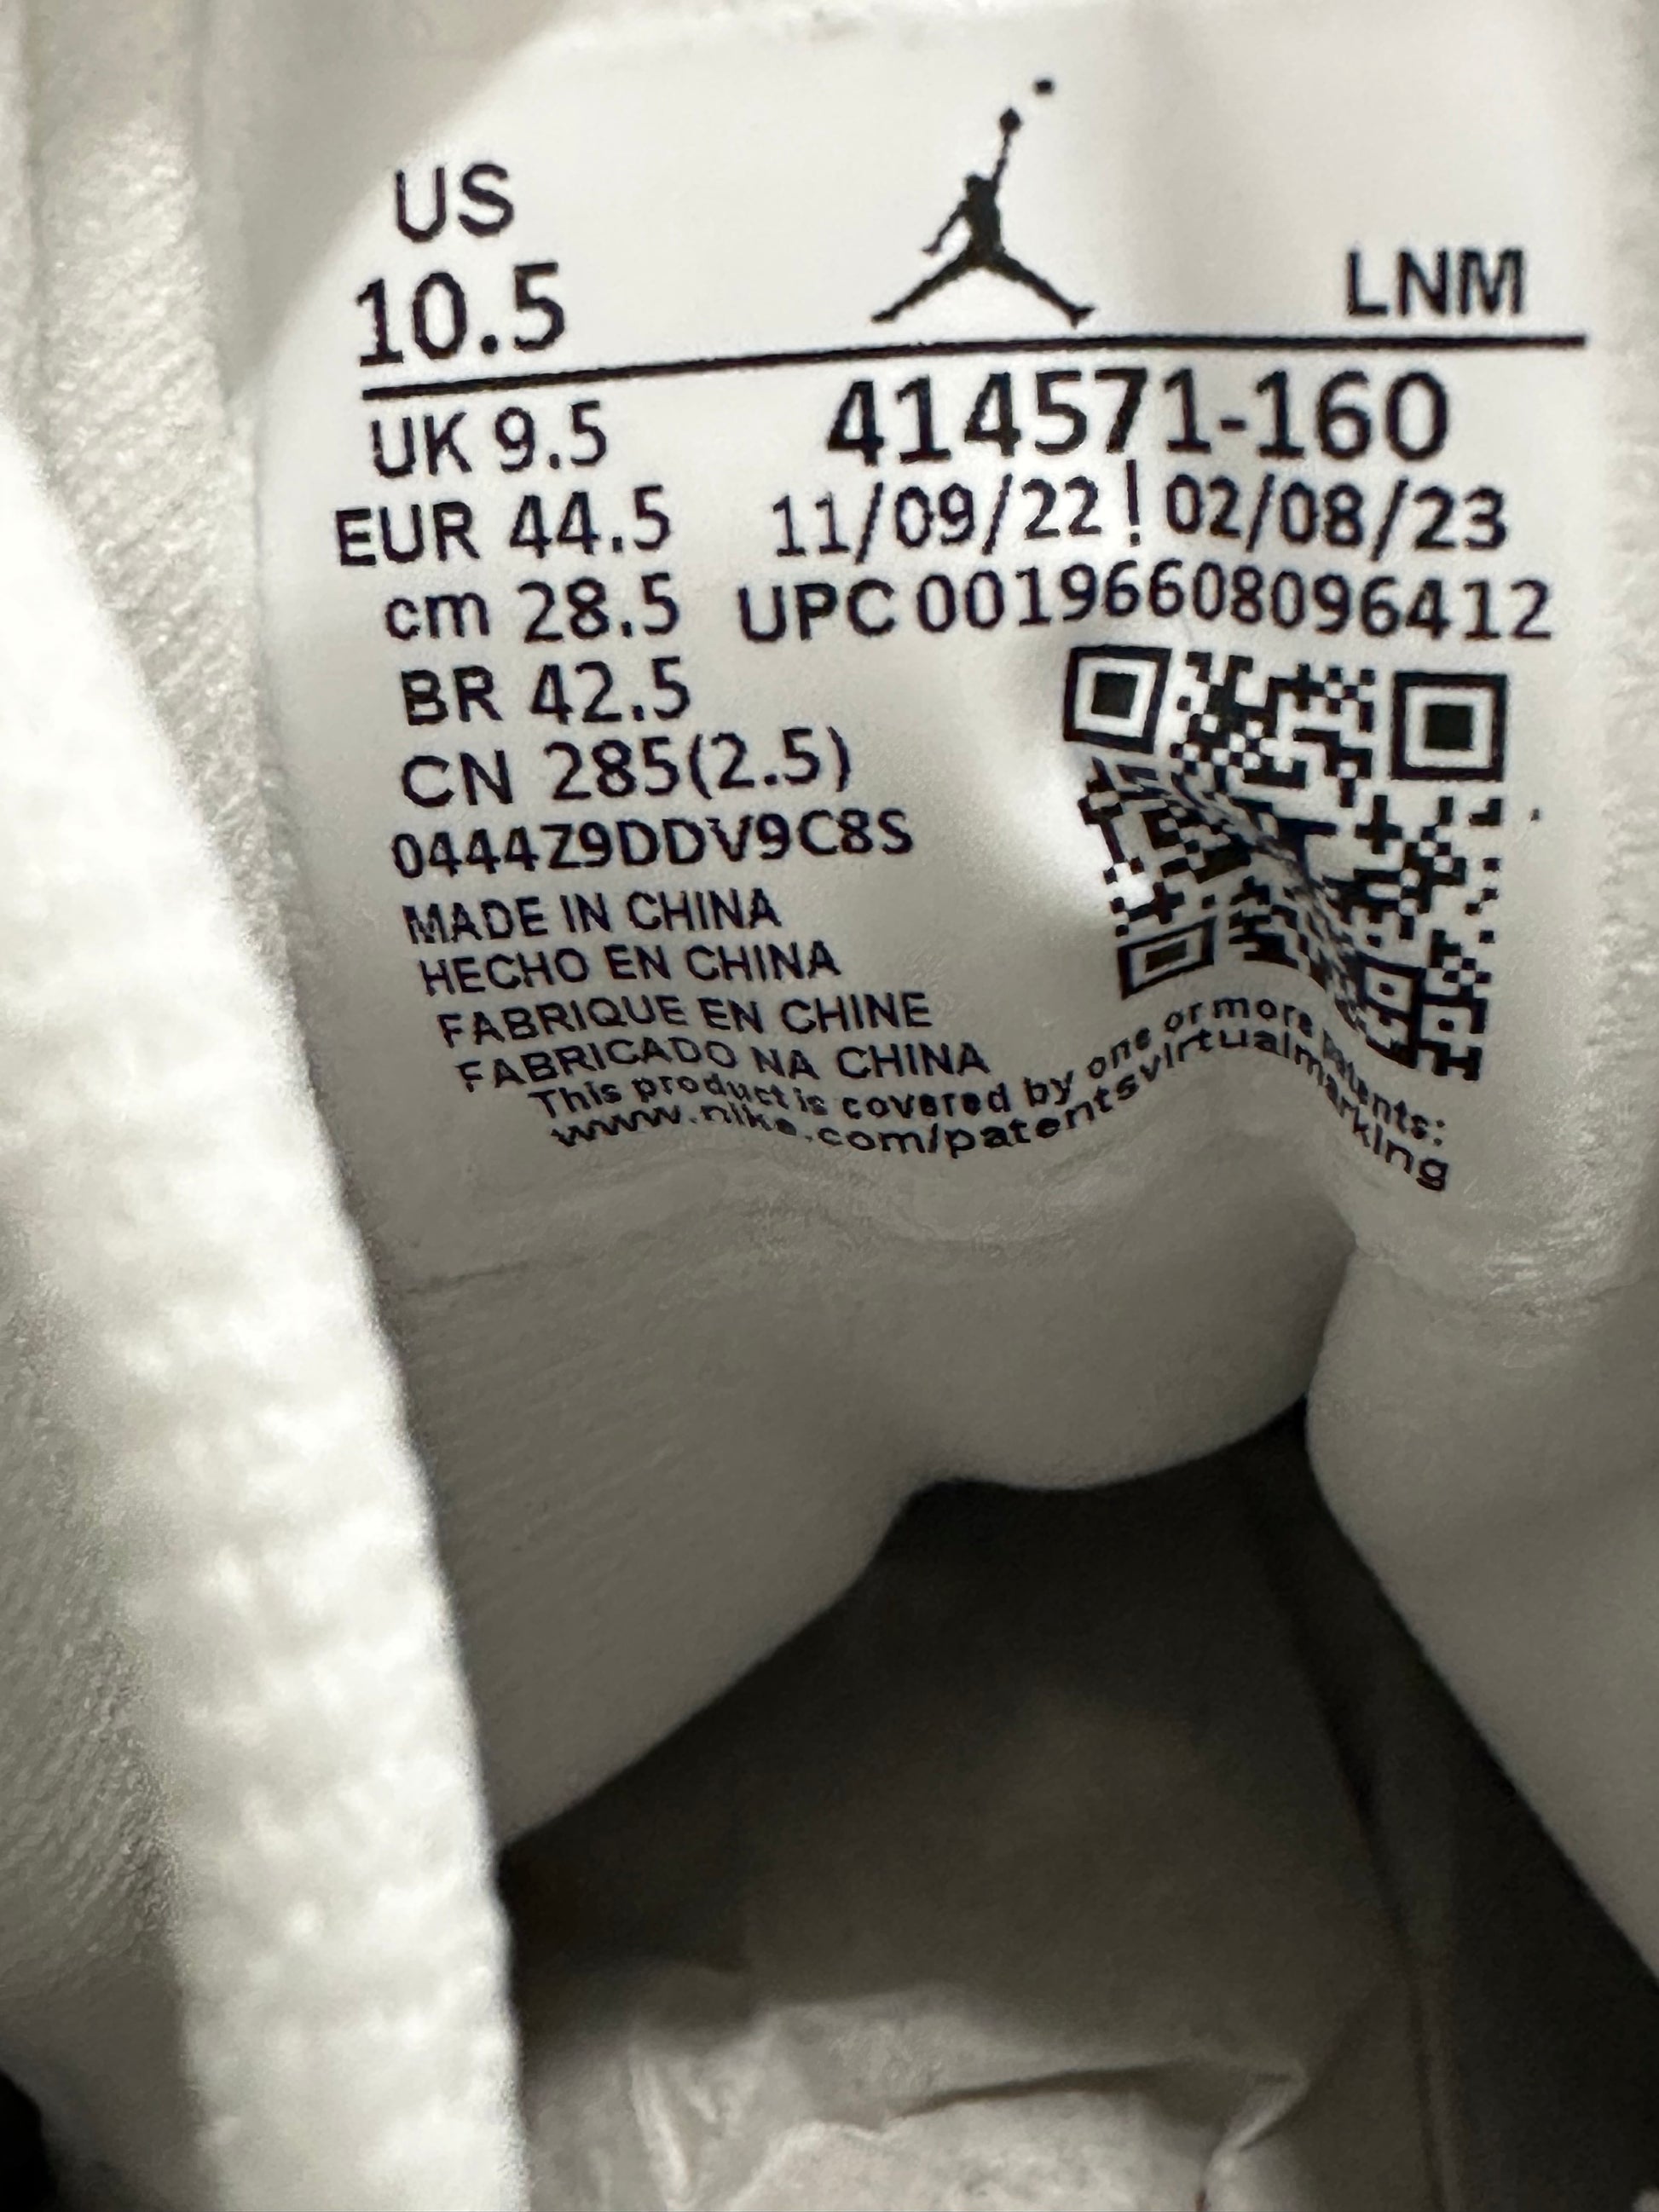 US
10.5
LNM
UK 9.5
414571-160
EUR 44.5
11/09/22 ! 02/08/23
cm 28.5
UPC 00196608096412
BR 42.5
CN 285(2.5)
0444Z9DDV9C8S
MADE IN CHINA
HECHO EN CHINA
FABRIQUE EN CHINE
FABRICADO NA CHINA
This product is covered by one or more patents:
www.nike.com/patentsvirtualmarking